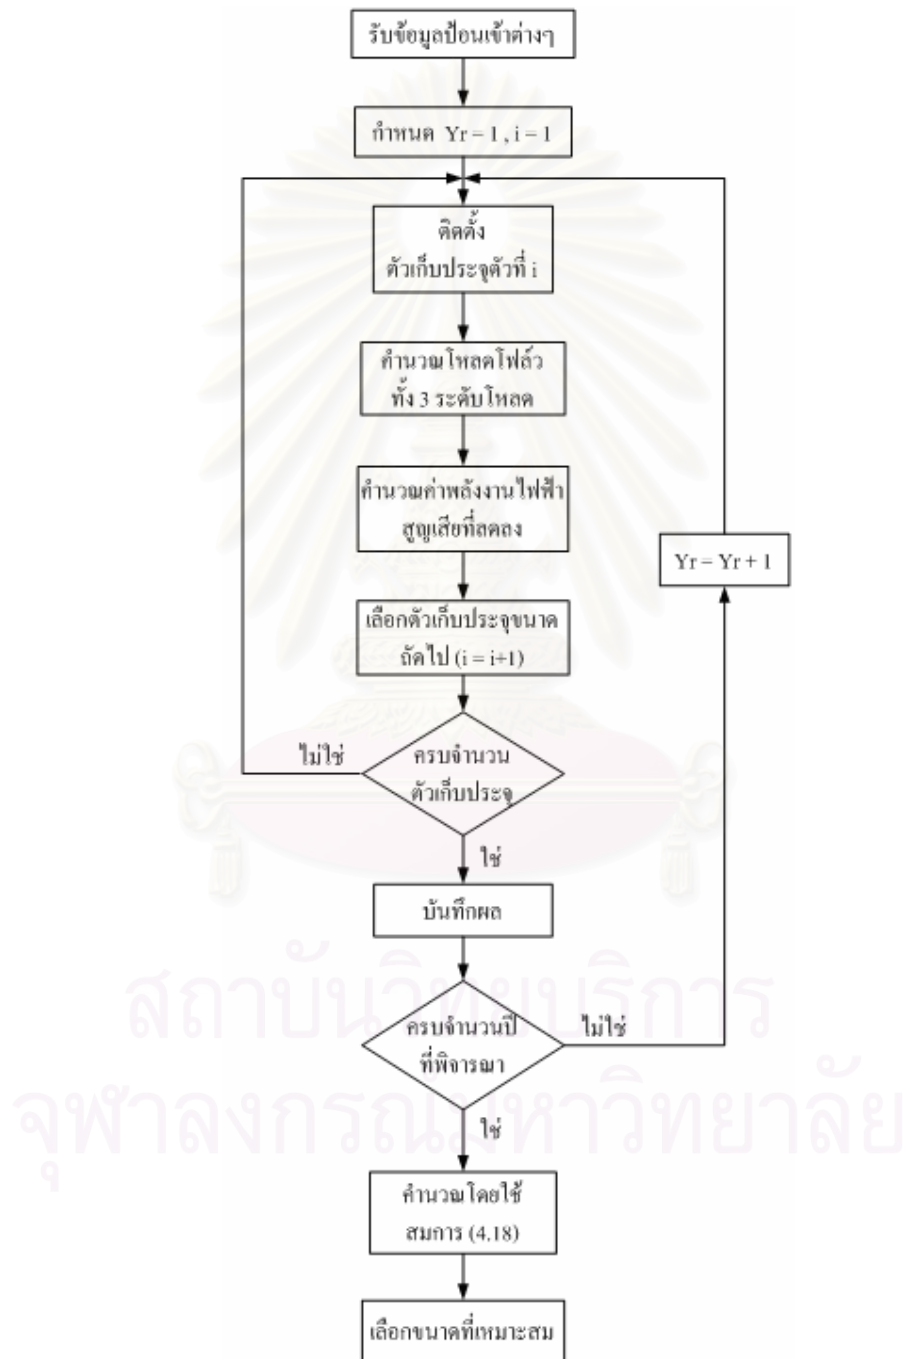 รับข้อมูลป้อนเข้าต่างๆ
กำหนด Yr = 1 , i = 1
ติดตั้ง
ตัวเก็บประจุตัวที่ i
คำนวณโหลดโฟล์ว
ทั้ง 3 ระดับโหลด
คำนวณค่าพลังงานไฟฟ้า
สูญเสียที่ลดลง
Yr = Yr + 1
เลือกตัวเก็บประจุขนาด
ถัดไป (i = i+1)
ไม่ใช่
ครบจำนวน
ตัวเก็บประจุ
ใช่
บันทึกผล
ครบจำนวนปี
ที่พิจารณา
ไม่ใช่
ใช่
คำนวณโดยใช้
สมการ (4.18)
เลือกขนาดที่เหมาะสม
สถาบันวิทยบริการ
จุฬาลงกรณ์มหาวิทยาลัย